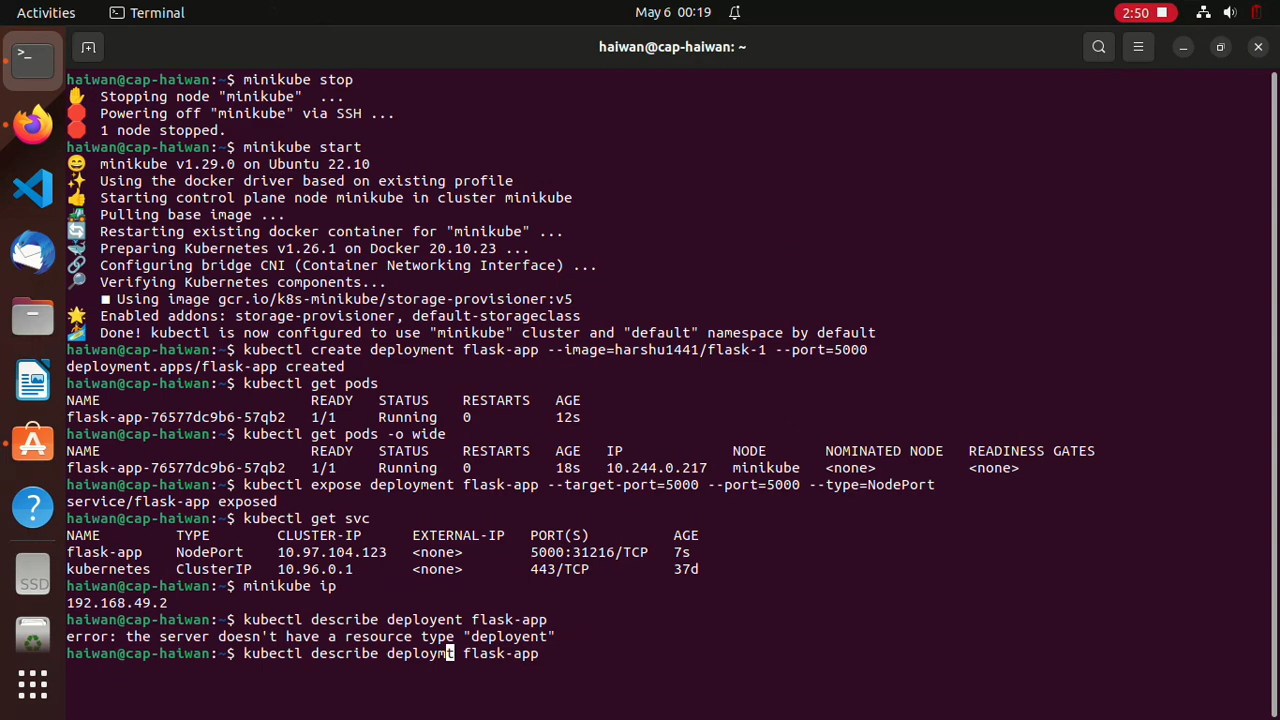 Activities Terminal May 6 00:19 2:50
haiwan@cap-haiwan: ~
haiwan@cap-haiwan:~$ minikube stop
Stopping node "minikube" ...
Powering off "minikube" via SSH ...
1 node stopped.
haiwan@cap-haiwan:~$ minikube start
minikube v1.29.0 on Ubuntu 22.10
Using the docker driver based on existing profile
Starting control plane node minikube in cluster minikube
Pulling base image ...
Restarting existing docker container for "minikube" ...
Preparing Kubernetes v1.26.1 on Docker 20.10.23 ...
Configuring bridge CNI (Container Networking Interface) ...
Verifying Kubernetes components...
■ Using image gcr.io/k8s-minikube/storage-provisioner:v5
Enabled addons: storage-provisioner, default-storageclass
Done! kubectl is now configured to use "minikube" cluster and "default" namespace by default
haiwan@cap-haiwan:~$ kubectl create deployment flask-app --image=harshu1441/flask-1 --port=5000
deployment.apps/flask-app created
haiwan@cap-haiwan:~$ kubectl get pods
NAME READY STATUS RESTARTS AGE
flask-app-76577dc9b6-57qb2 1/1 Running 0 12s
haiwan@cap-haiwan:~$ kubectl get pods -o wide
NAME READY STATUS RESTARTS AGE IP NODE NOMINATED NODE READINESS GATES
flask-app-76577dc9b6-57qb2 1/1 Running 0 18s 10.244.0.217 minikube <none> <none>
haiwan@cap-haiwan:~$ kubectl expose deployment flask-app --target-port=5000 --port=5000 --type=NodePort
service/flask-app exposed
haiwan@cap-haiwan:~$ kubectl get svc
NAME TYPE CLUSTER-IP EXTERNAL-IP PORT(S) AGE
flask-app NodePort 10.97.104.123 <none> 5000:31216/TCP 7s
kubernetes ClusterIP 10.96.0.1 <none> 443/TCP 37d
haiwan@cap-haiwan:~$ minikube ip
192.168.49.2
haiwan@cap-haiwan:~$ kubectl describe deployent flask-app
error: the server doesn't have a resource type "deployent"
haiwan@cap-haiwan:~$ kubectl describe deploymt flask-app
SSD